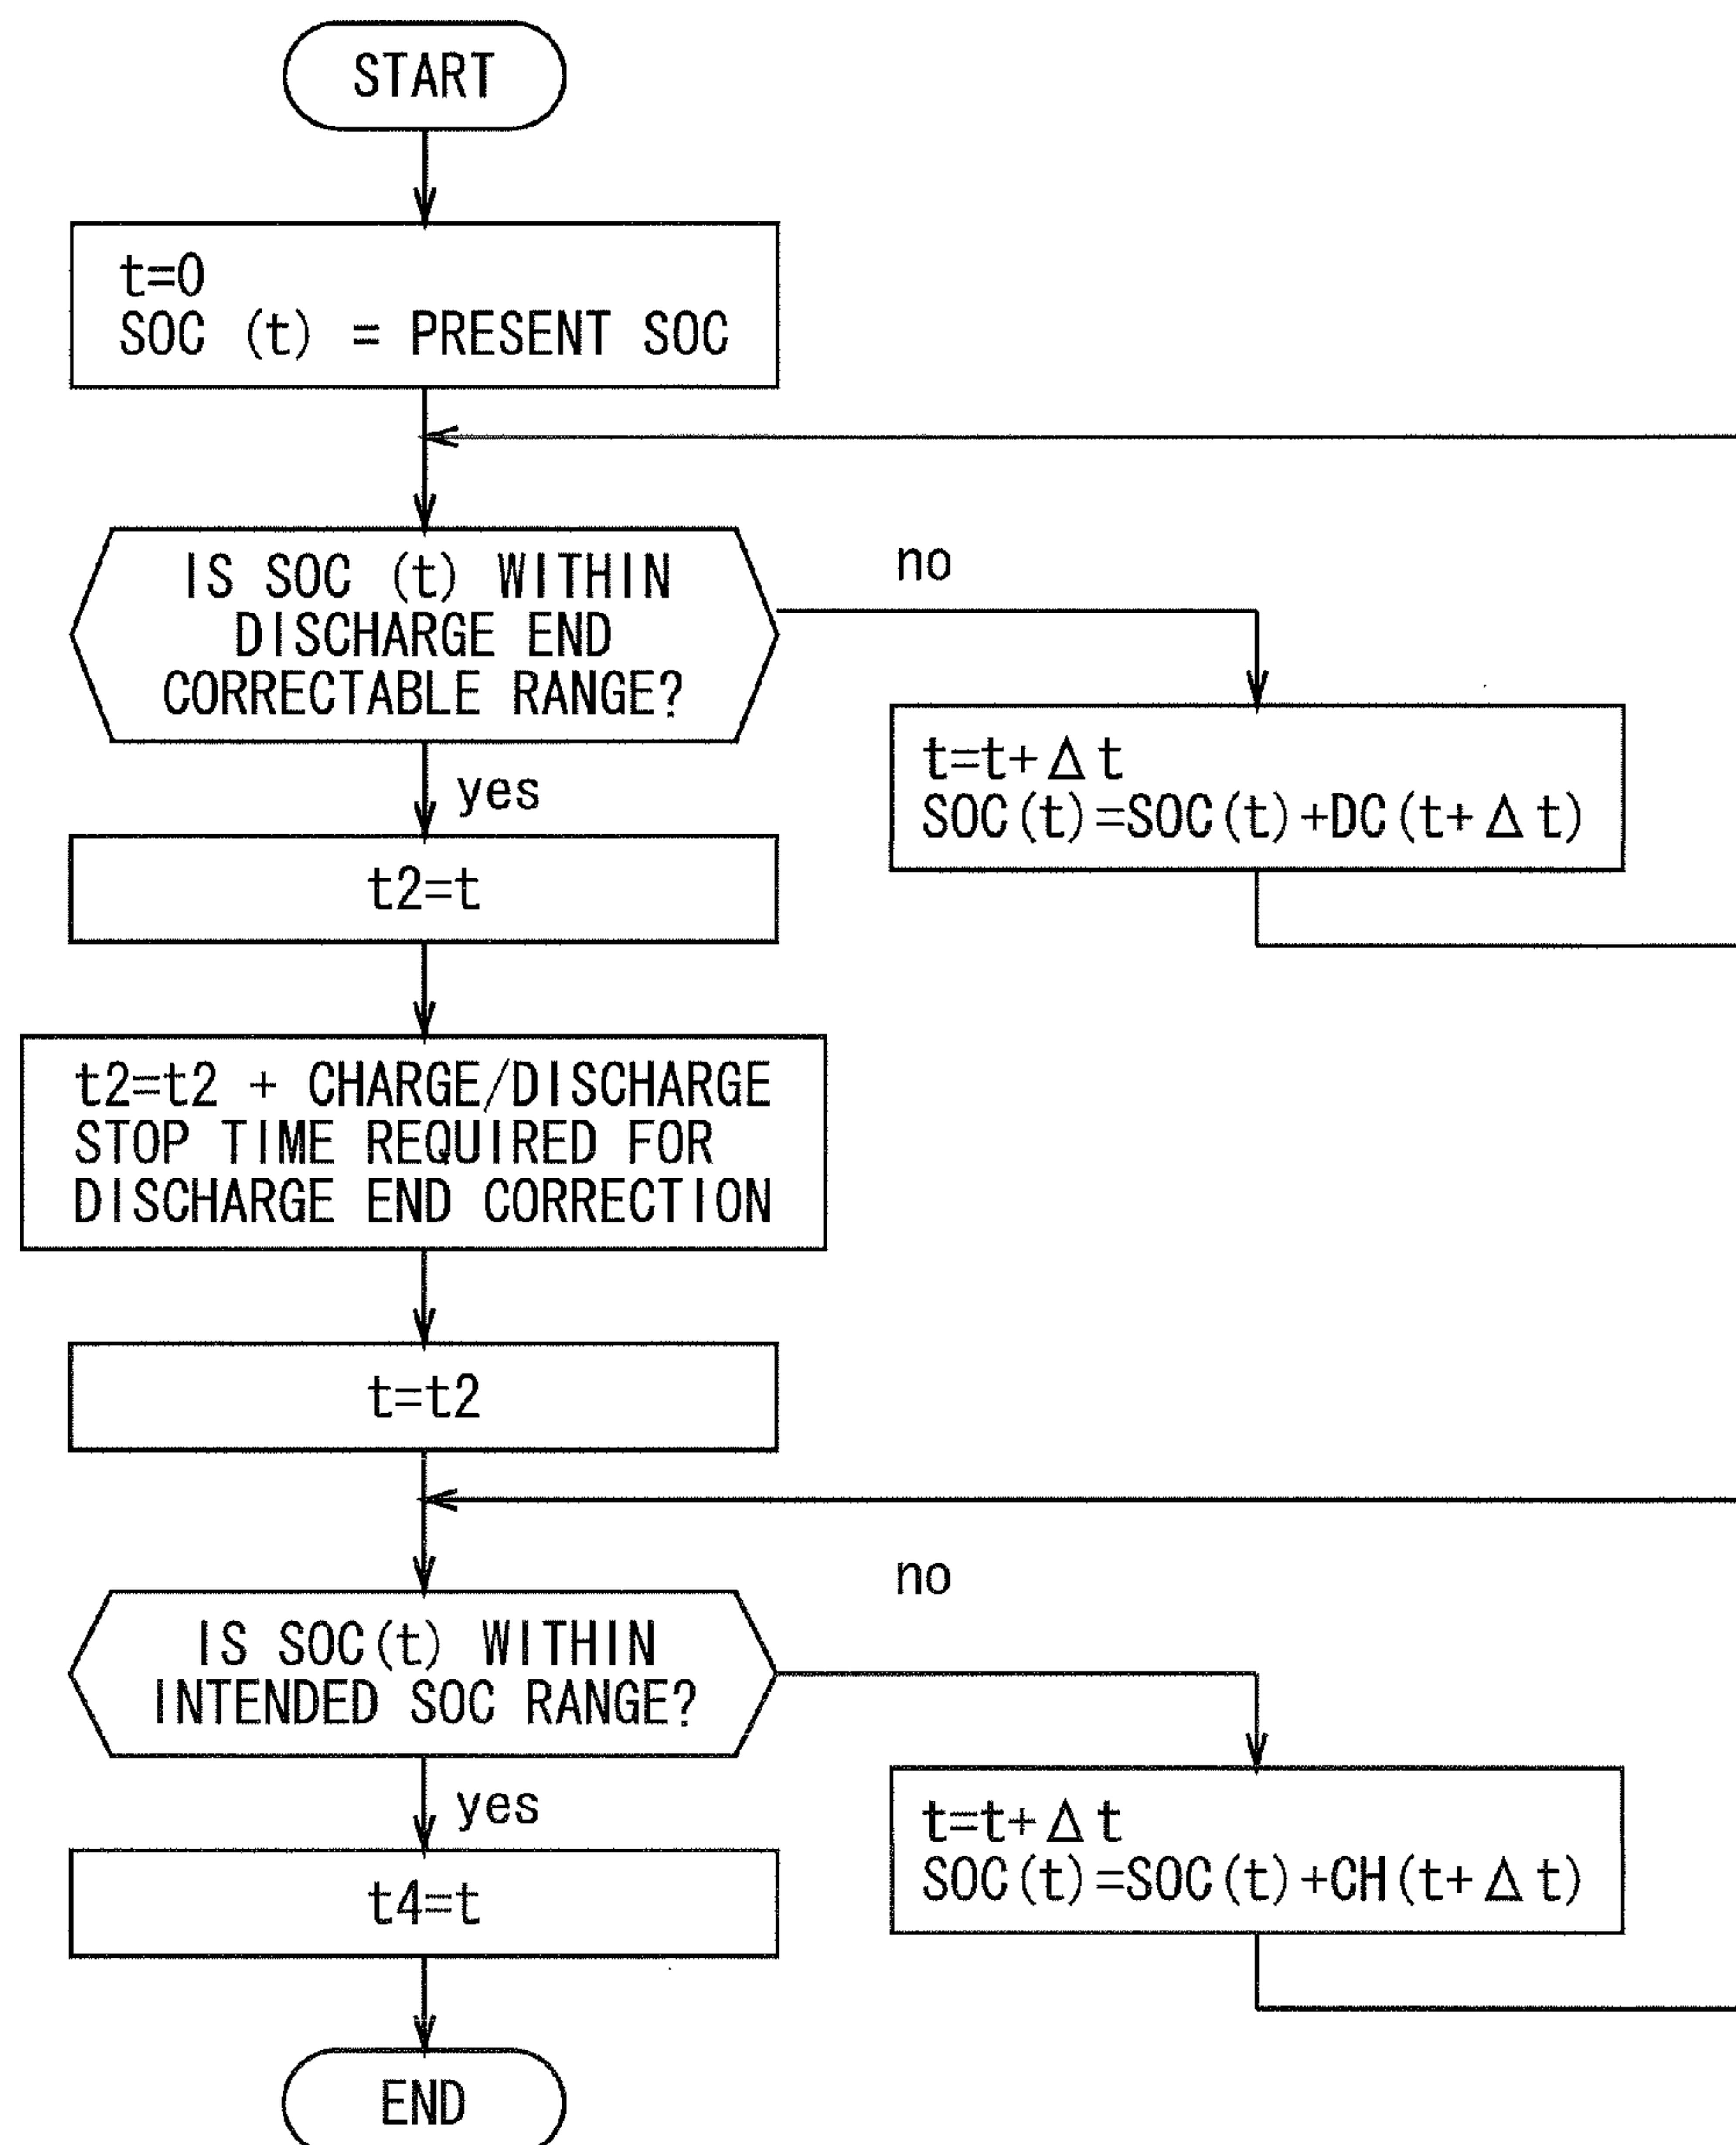 START
t=0
SOC (t) = PRESENT SOC
IS SOC (t) WITHIN
DISCHARGE END
CORRECTABLE RANGE?
no
t=t+Δt
SOC(t)=SOC(t)+DC(t+Δt)
yes
t2=t
t2=t2 + CHARGE/DISCHARGE
STOP TIME REQUIRED FOR
DISCHARGE END CORRECTION
t=t2
IS SOC(t) WITHIN
INTENDED SOC RANGE?
no
t=t+Δt
SOC(t)=SOC(t)+CH(t+Δt)
yes
t4=t
END